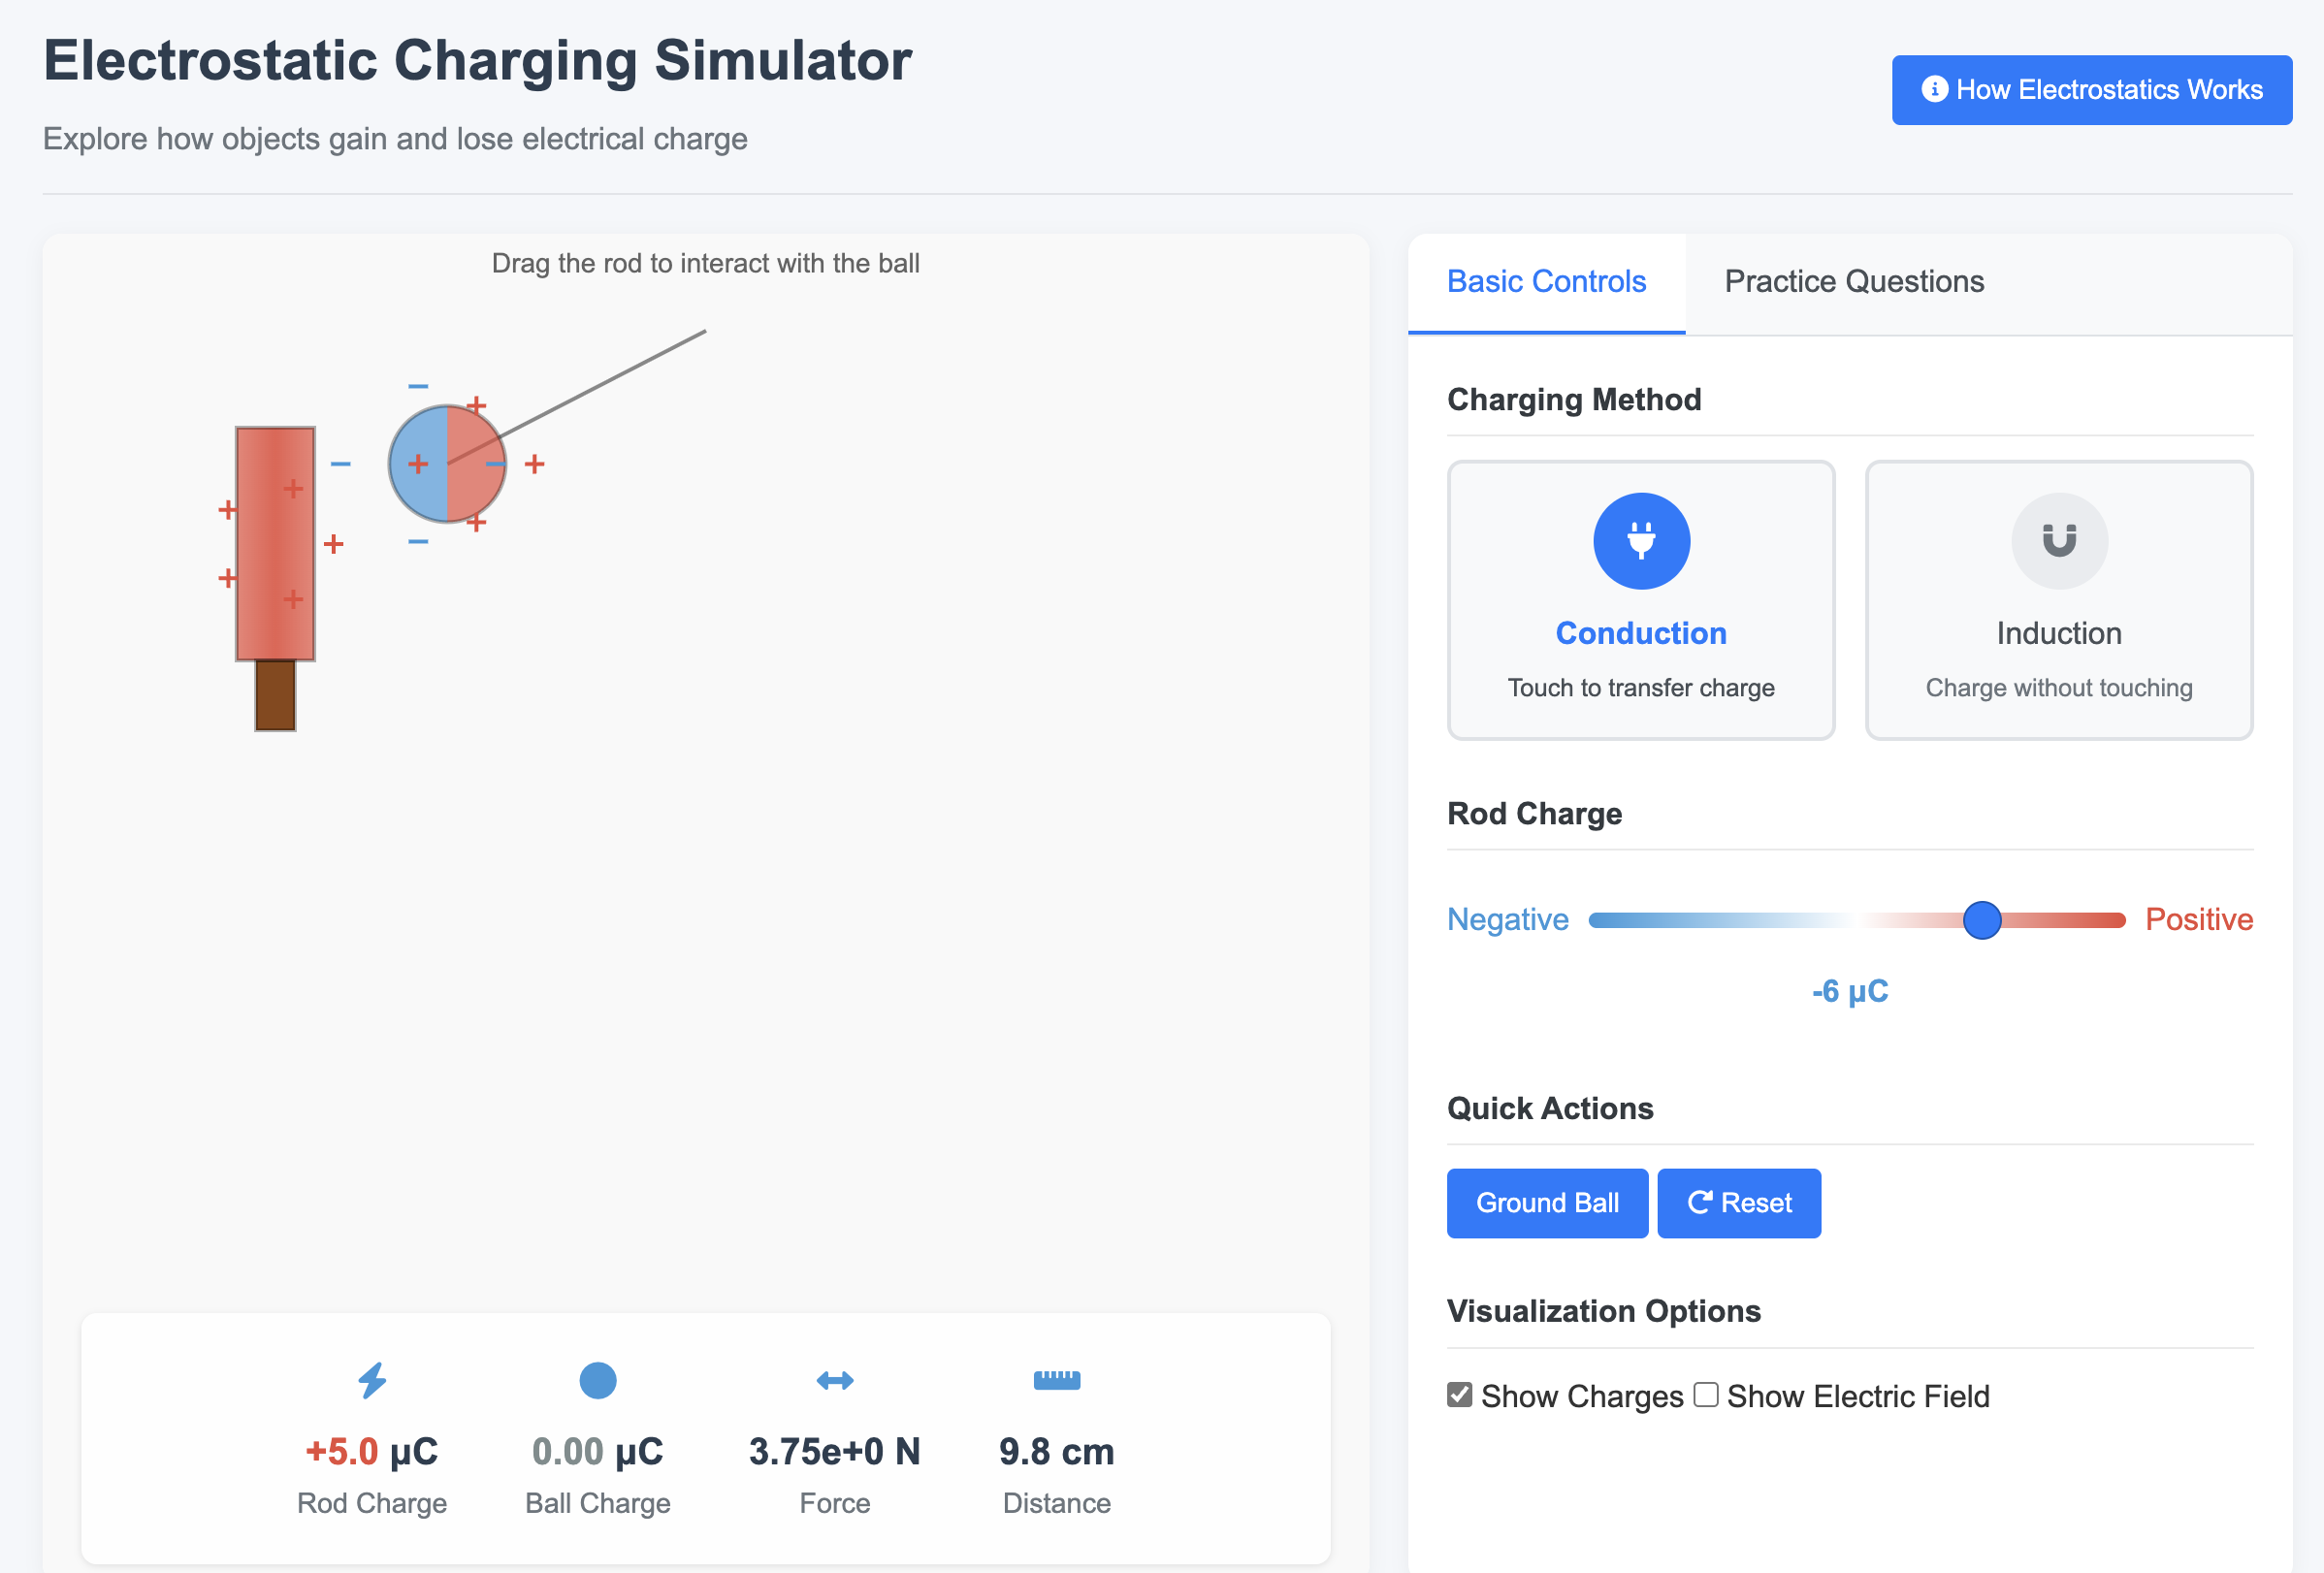 Electrostatic Charging Simulator
Explore how objects gain and lose electrical charge
How Electrostatics Works
Drag the rod to interact with the ball
+5.0 µC
Rod Charge
0.00 µC
Ball Charge
3.75e+0 N
Force
9.8 cm
Distance
Basic Controls
Practice Questions
Charging Method
Conduction
Touch to transfer charge
Induction
Charge without touching
Rod Charge
Negative
Positive
-6 µC
Quick Actions
Ground Ball
Reset
Visualization Options
Show Charges
Show Electric Field